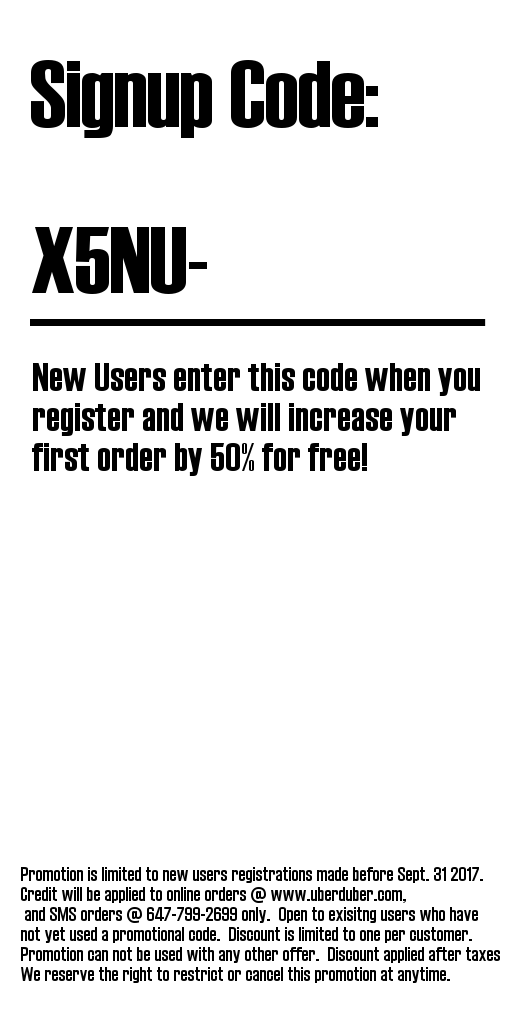 Signup Code:
X5NU-
New Users enter this code when you
register and we will increase your
first order by 50% for free!
Promotion is limited to new users registrations made before Sept. 31 2017.
Credit will be applied to online orders @ www.uberduber.com,
and SMS orders @ 647-799-2699 only. Open to exisitng users who have
not yet used a promotional code. Discount is limited to one per customer.
Promotion can not be used with any other offer. Discount applied after taxes
We reserve the right to restrict or cancel this promotion at anytime.